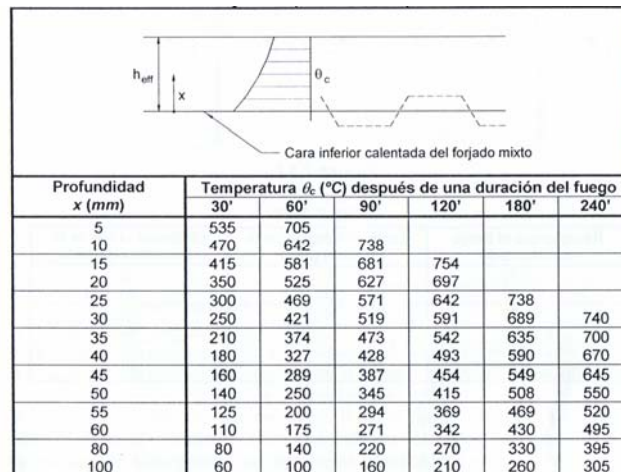 h eff
x
θc
Cara inferior calentada del forjado mixto
Profundidad x (mm) Temperatura θc (ºC) después de una duración del fuego
30' 60' 90' 120' 180' 240'
5 535 705
10 470 642 738
15 415 581 681 754
20 350 525 627 697
25 300 469 571 642 738
30 250 421 519 591 689 740
35 210 374 473 542 635 700
40 180 327 428 493 590 670
45 160 289 387 454 549 645
50 140 250 345 415 508 550
55 125 200 294 369 469 520
60 110 175 271 342 430 495
80 80 140 220 270 330 395
100 60 100 160 210 260 305